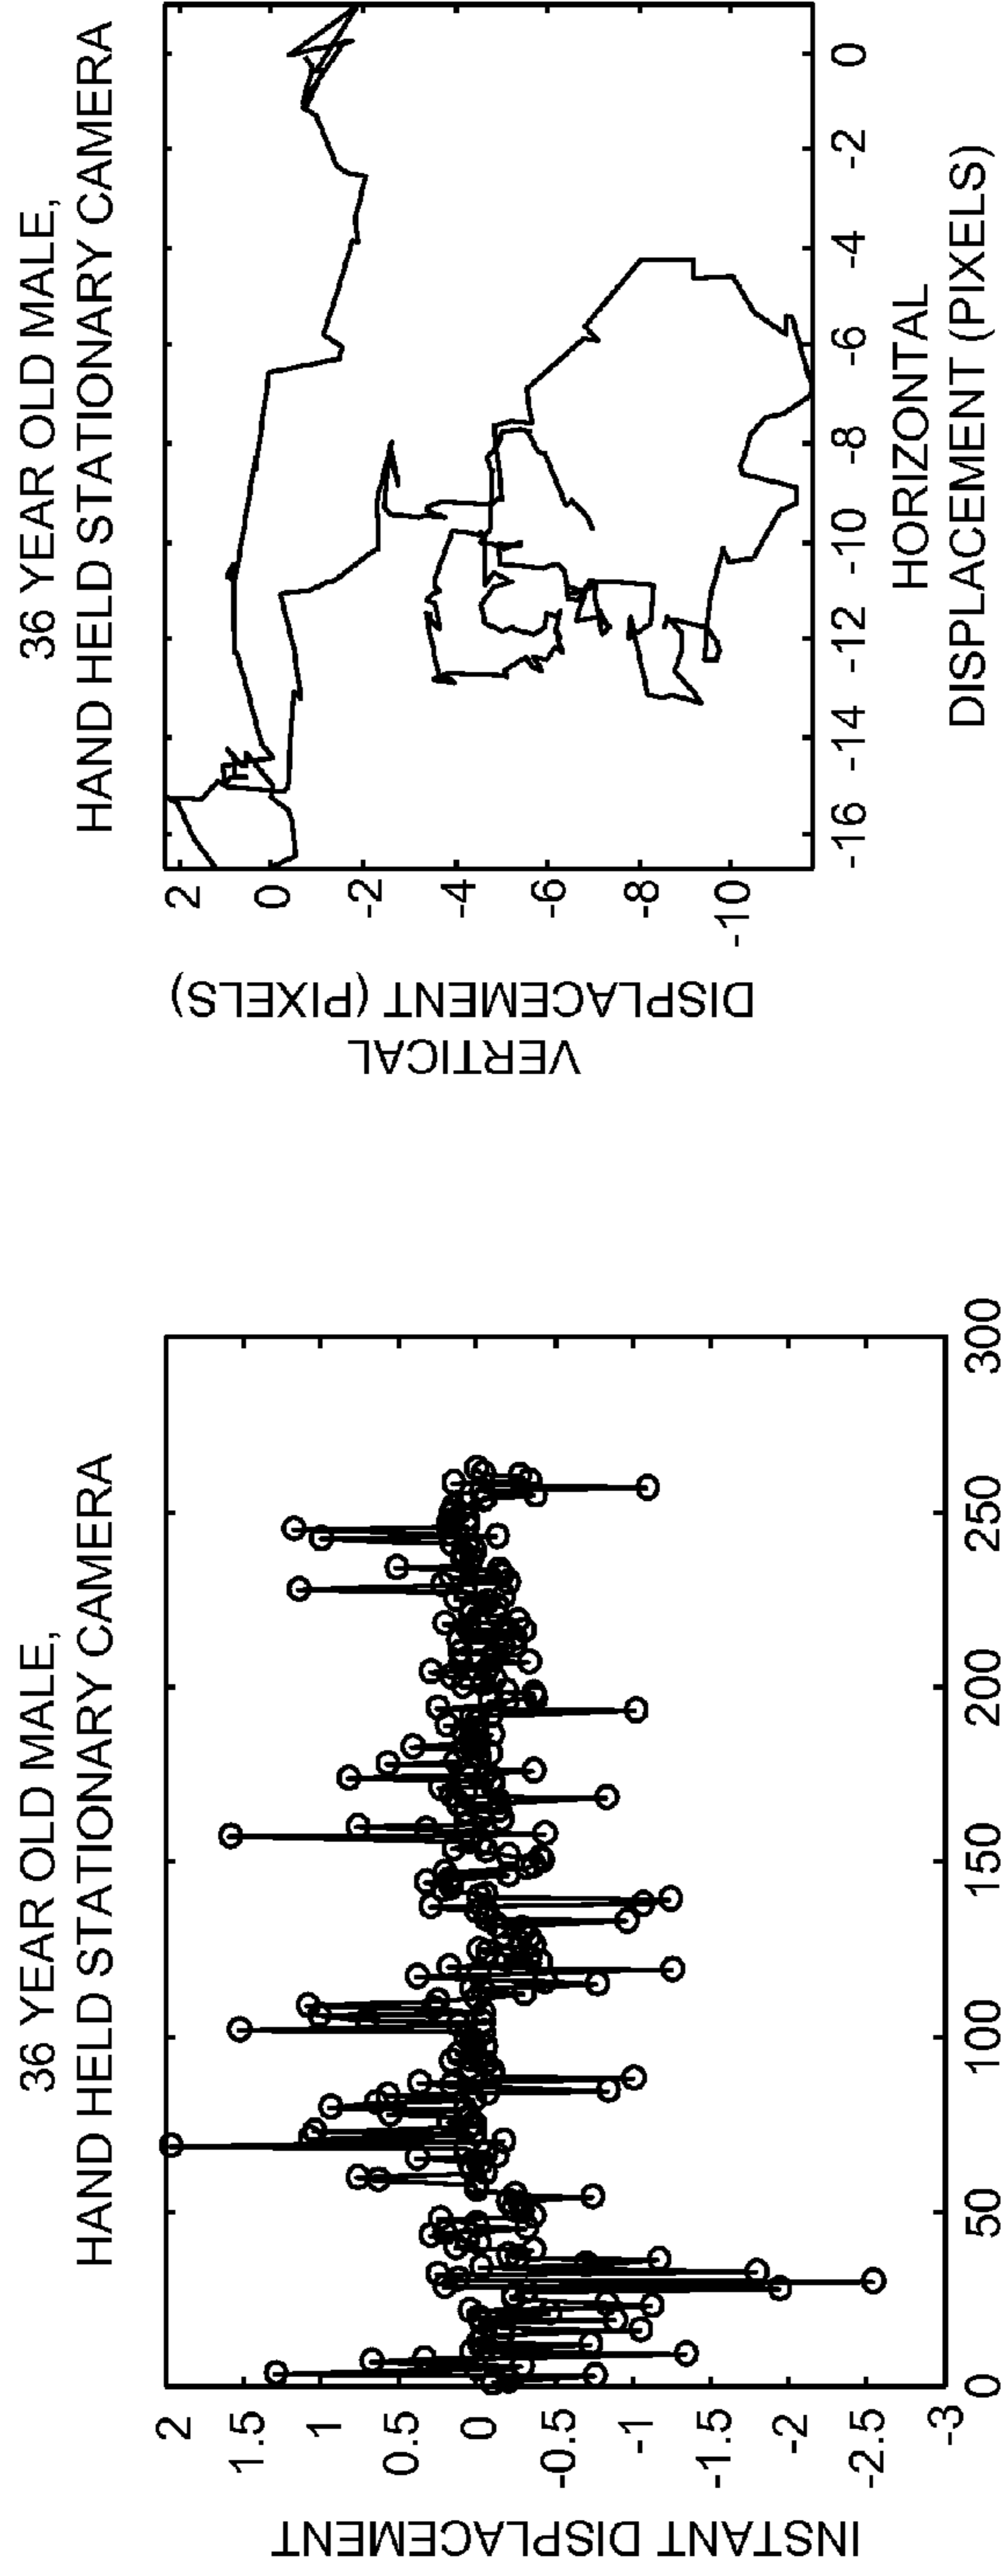 36 YEAR OLD MALE,
HAND HELD STATIONARY CAMERA
INSTANT DISPLACEMENT
2
1.5
1
0.5
0
-0.5
-1
-1.5
-2
-2.5
-3
0 50 100 150 200 250 300
36 YEAR OLD MALE,
HAND HELD STATIONARY CAMERA
VERTICAL
DISPLACEMENT (PIXELS)
2
0
-2
-4
-6
-8
-10
-16 -14 -12 -10 -8 -6 -4 -2 0
HORIZONTAL
DISPLACEMENT (PIXELS)